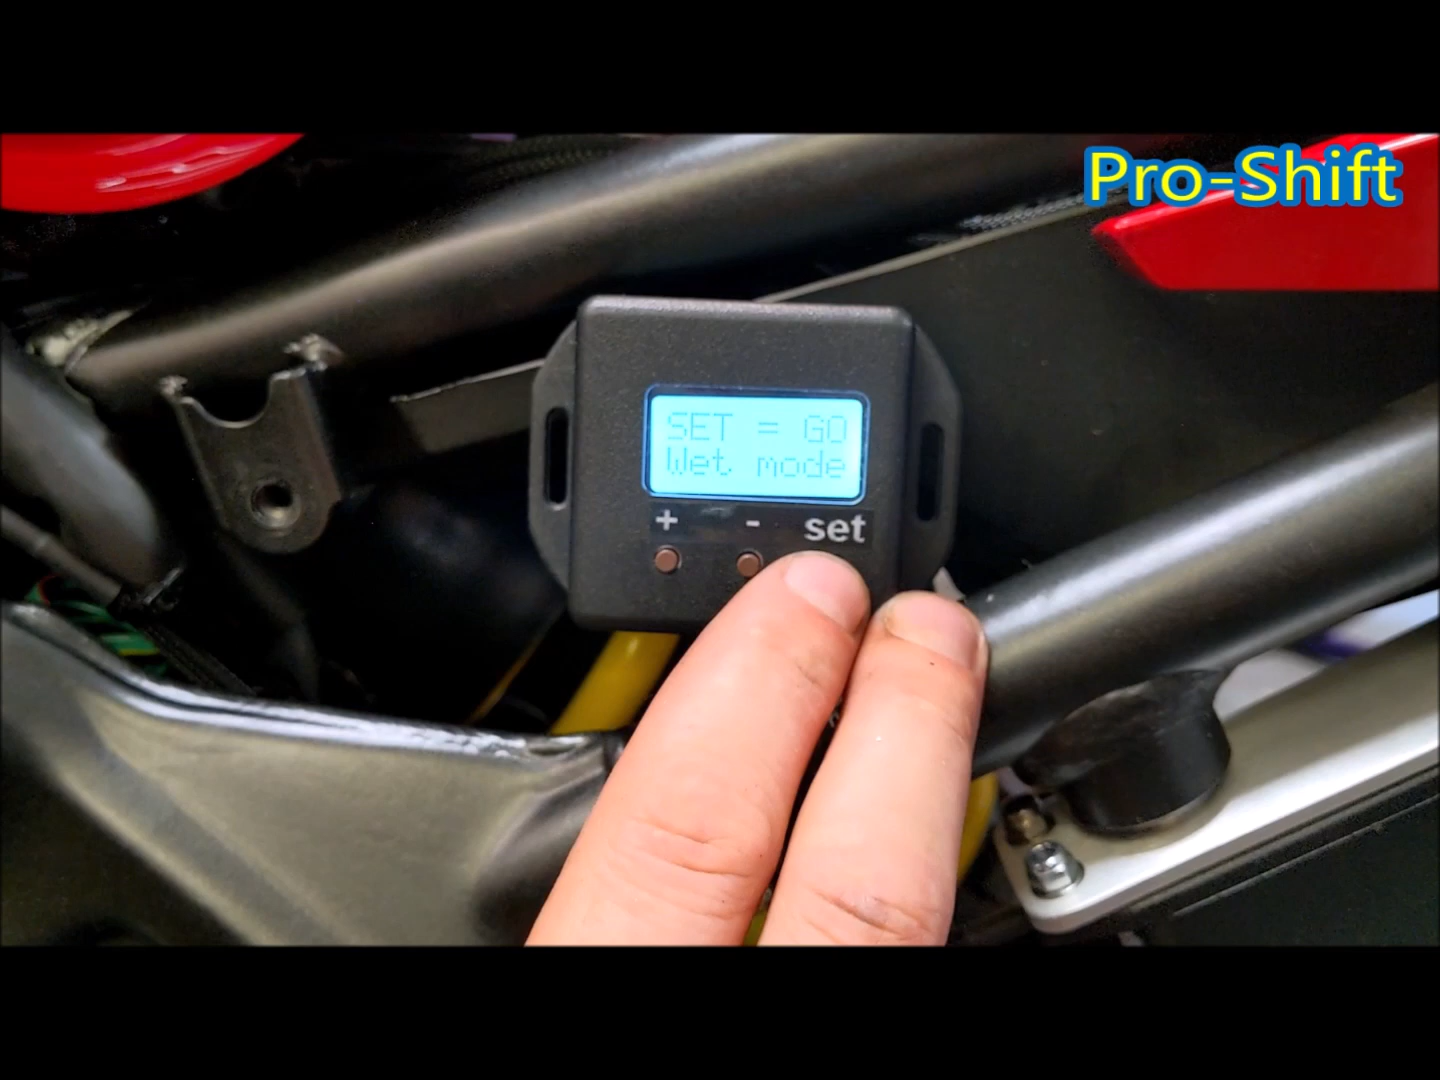 Pro-Shift
SET = GO
Wet mode
+ - set